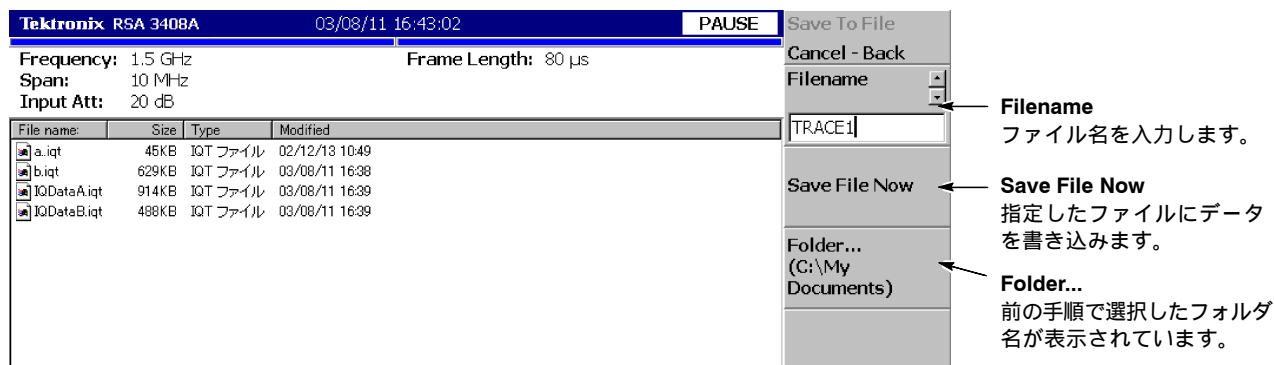 Tektronix RSA 3408A 03/08/11 16:43:02 PAUSE
Frequency: 1.5 GHz Frame Length: 80 µs
Span: 10 MHz
Input Att: 20 dB
File name: Size Type Modified
a.iqt 45KB IQT ファイル 02/12/13 10:49
b.iqt 629KB IQT ファイル 03/08/11 16:38
IQDataA.iqt 914KB IQT ファイル 03/08/11 16:39
IQDataB.iqt 488KB IQT ファイル 03/08/11 16:39
Save To File
Cancel - Back
Filename
TRACE1
Save File Now
Folder...
(C:\My
Documents)
Filename
ファイル名を入力します。
Save File Now
指定したファイルにデータ
を書き込みます。
Folder...
前の手順で選択したフォルダ
名が表示されています。